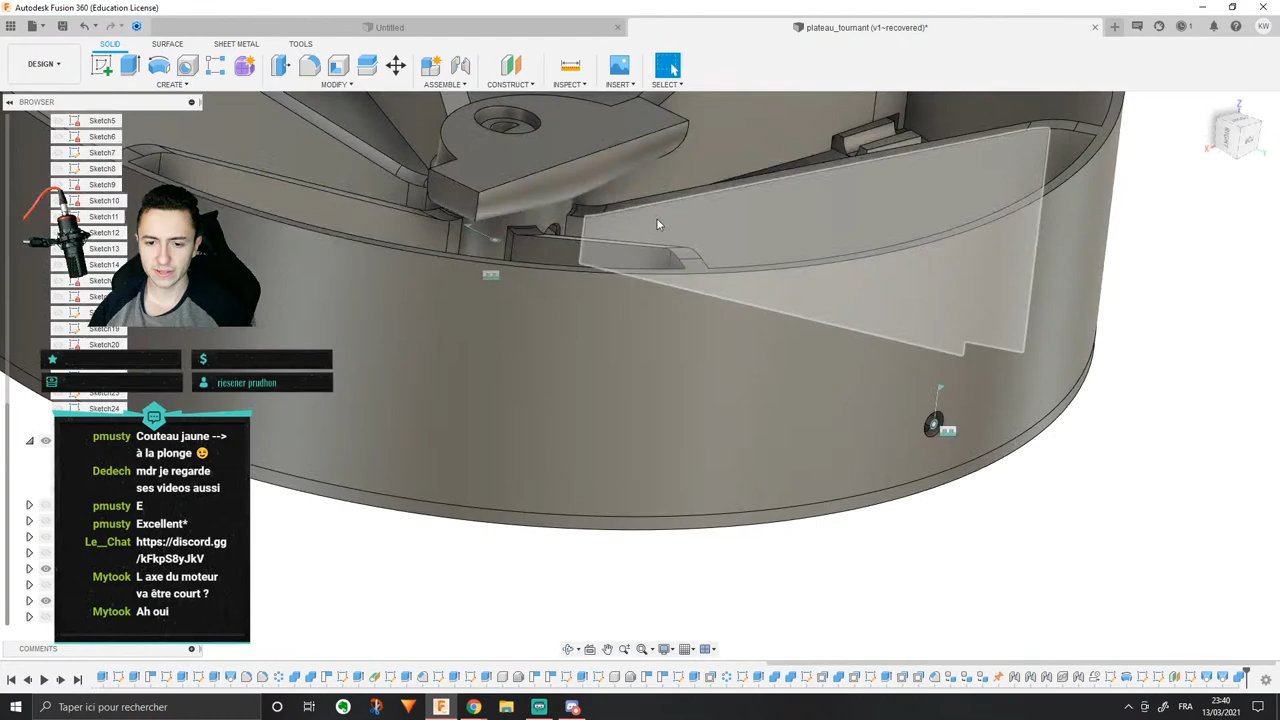 Autodesk Fusion 360 (Education License)
Untitled
plateau_tournant (v1~recovered)*
1
KW
DESIGN
SOLID
SURFACE
SHEET METAL
TOOLS
CREATE
MODIFY
ASSEMBLE
CONSTRUCT
INSPECT
INSERT
SELECT
BROWSER
Sketch5
Sketch6
Sketch7
Sketch8
Sketch9
Sketch10
Sketch11
Sketch12
Sketch13
Sketch14
Sketch19
Sketch20
Sketch24
riesener prudhon
pmusty Couteau jaune -->
à la plonge 😉
Dedech mdr je regarde
ses videos aussi
pmusty E
pmusty Excellent*
Le__Chat https://discord.gg
/kFkpS8yJkV
Mytook L axe du moteur
va être court ?
Mytook Ah oui
COMMENTS
Taper ici pour rechercher
FRA
23:40
13/03/2021
Z
X
Y